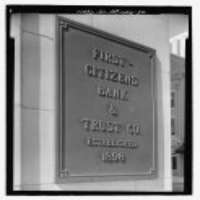 FIRST-
CITIZENS
BANK
&
TRUST CO.
ESTABLISHED
1898